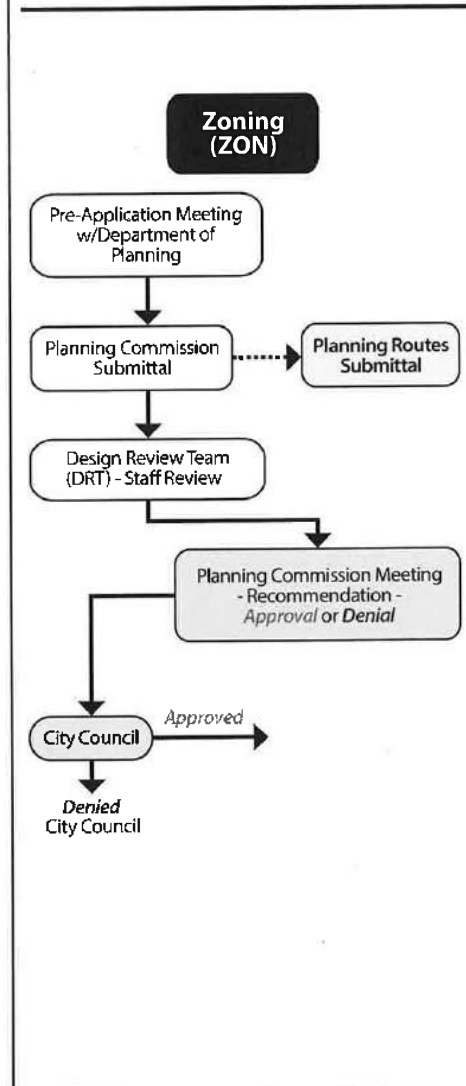 Zoning
(ZON)
Pre-Application Meeting
w/Department of
Planning
Planning Commission
Submittal
Planning Routes
Submittal
Design Review Team
(DRT) - Staff Review
Planning Commission Meeting
- Recommendation -
Approval or Denial
City Council
Approved
Denied
City Council